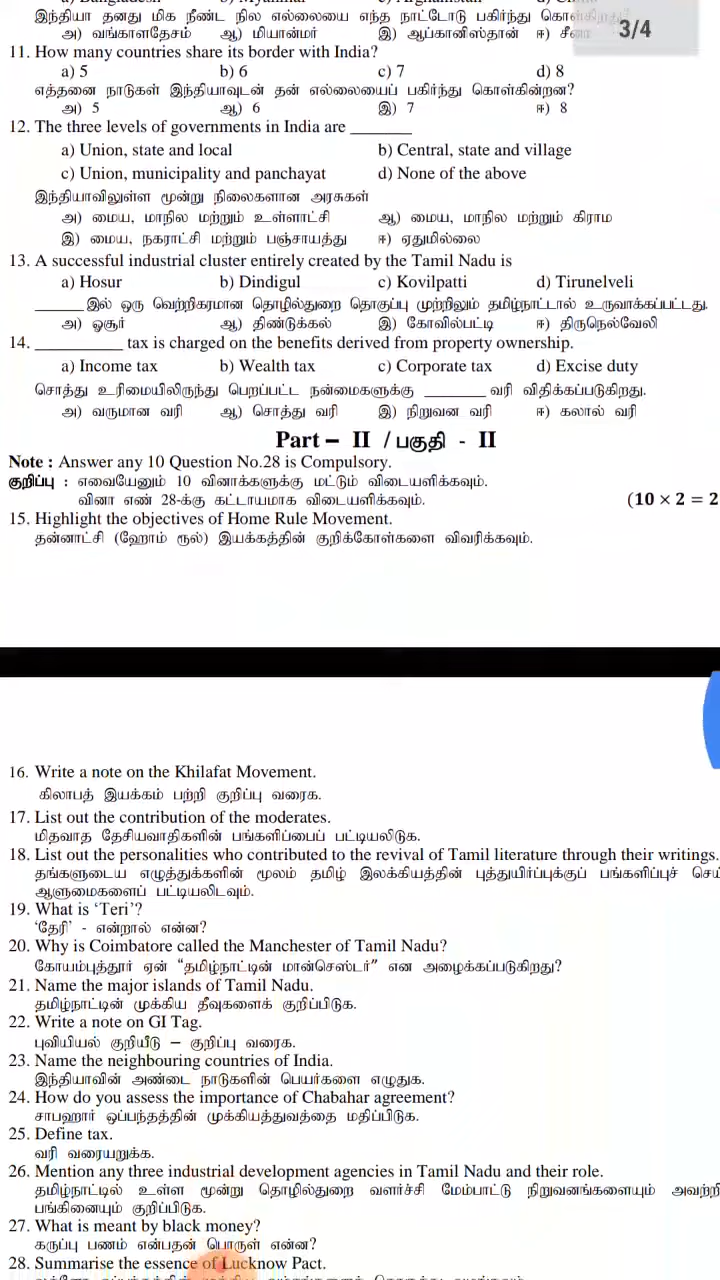 இந்தியா தனது மிக நீண்ட நில எல்லையை எந்த நாட்டோடு பகிர்ந்து கொள்கிறது?
அ) வங்காளதேசம் ஆ) மியான்மர் இ) ஆப்கானிஸ்தான் ஈ) சீனா
3/4
11. How many countries share its border with India?
a) 5 b) 6 c) 7 d) 8
எத்தனை நாடுகள் இந்தியாவுடன் தன் எல்லையைப் பகிர்ந்து கொள்கின்றன?
அ) 5 ஆ) 6 இ) 7 ஈ) 8
12. The three levels of governments in India are ________
a) Union, state and local b) Central, state and village
c) Union, municipality and panchayat d) None of the above
இந்தியாவிலுள்ள மூன்று நிலைகளான அரசுகள்
அ) மைய, மாநில மற்றும் உள்ளாட்சி ஆ) மைய, மாநில மற்றும் கிராம
இ) மைய, நகராட்சி மற்றும் பஞ்சாயத்து ஈ) ஏதுமில்லை
13. A successful industrial cluster entirely created by the Tamil Nadu is
a) Hosur b) Dindigul c) Kovilpatti d) Tirunelveli
______இல் ஒரு வெற்றிகரமான தொழில்துறை தொகுப்பு முற்றிலும் தமிழ்நாட்டால் உருவாக்கப்பட்டது.
அ) ஓசூர் ஆ) திண்டுக்கல் இ) கோவில்பட்டி ஈ) திருநெல்வேலி
14. ___________ tax is charged on the benefits derived from property ownership.
a) Income tax b) Wealth tax c) Corporate tax d) Excise duty
சொத்து உரிமையிலிருந்து பெறப்பட்ட நன்மைகளுக்கு ________ வரி விதிக்கப்படுகிறது.
அ) வருமான வரி ஆ) சொத்து வரி இ) நிறுவன வரி ஈ) கலால் வரி
Part – II / பகுதி - II
Note : Answer any 10 Question No.28 is Compulsory.
குறிப்பு : எவையேனும் 10 வினாக்களுக்கு மட்டும் விடையளிக்கவும்.
வினா எண் 28-க்கு கட்டாயமாக விடையளிக்கவும். (10 × 2 = 2
15. Highlight the objectives of Home Rule Movement.
தன்னாட்சி (ஹோம் ரூல்) இயக்கத்தின் குறிக்கோள்களை விவரிக்கவும்.
16. Write a note on the Khilafat Movement.
கிலாபத் இயக்கம் பற்றி குறிப்பு வரைக.
17. List out the contribution of the moderates.
மிதவாத தேசியவாதிகளின் பங்களிப்பைப் பட்டியலிடுக.
18. List out the personalities who contributed to the revival of Tamil literature through their writings.
தங்களுடைய எழுத்துக்களின் மூலம் தமிழ் இலக்கியத்தின் புத்துயிர்ப்புக்குப் பங்களிப்புச்
ஆளுமைகளைப் பட்டியலிடவும்.
19. What is ‘Teri’?
‘தேரி’ - என்றால் என்ன?
20. Why is Coimbatore called the Manchester of Tamil Nadu?
கோயம்புத்தூர் ஏன் “தமிழ்நாட்டின் மான்செஸ்டர்” என அழைக்கப்படுகிறது?
21. Name the major islands of Tamil Nadu.
தமிழ்நாட்டின் முக்கிய தீவுகளைக் குறிப்பிடுக.
22. Write a note on GI Tag.
புவியியல் குறியீடு – குறிப்பு வரைக.
23. Name the neighbouring countries of India.
இந்தியாவின் அண்டை நாடுகளின் பெயர்களை எழுதுக.
24. How do you assess the importance of Chabahar agreement?
சாபஹார் ஒப்பந்தத்தின் முக்கியத்துவத்தை மதிப்பிடுக.
25. Define tax.
வரி வரையறுக்க.
26. Mention any three industrial development agencies in Tamil Nadu and their role.
தமிழ்நாட்டில் உள்ள மூன்று தொழில்துறை வளர்ச்சி மேம்பாட்டு நிறுவனங்களையும் அவற்றி
பங்கினையும் குறிப்பிடுக.
27. What is meant by black money?
கருப்பு பணம் என்பதன் பொருள் என்ன?
28. Summarise the essence of Lucknow Pact.